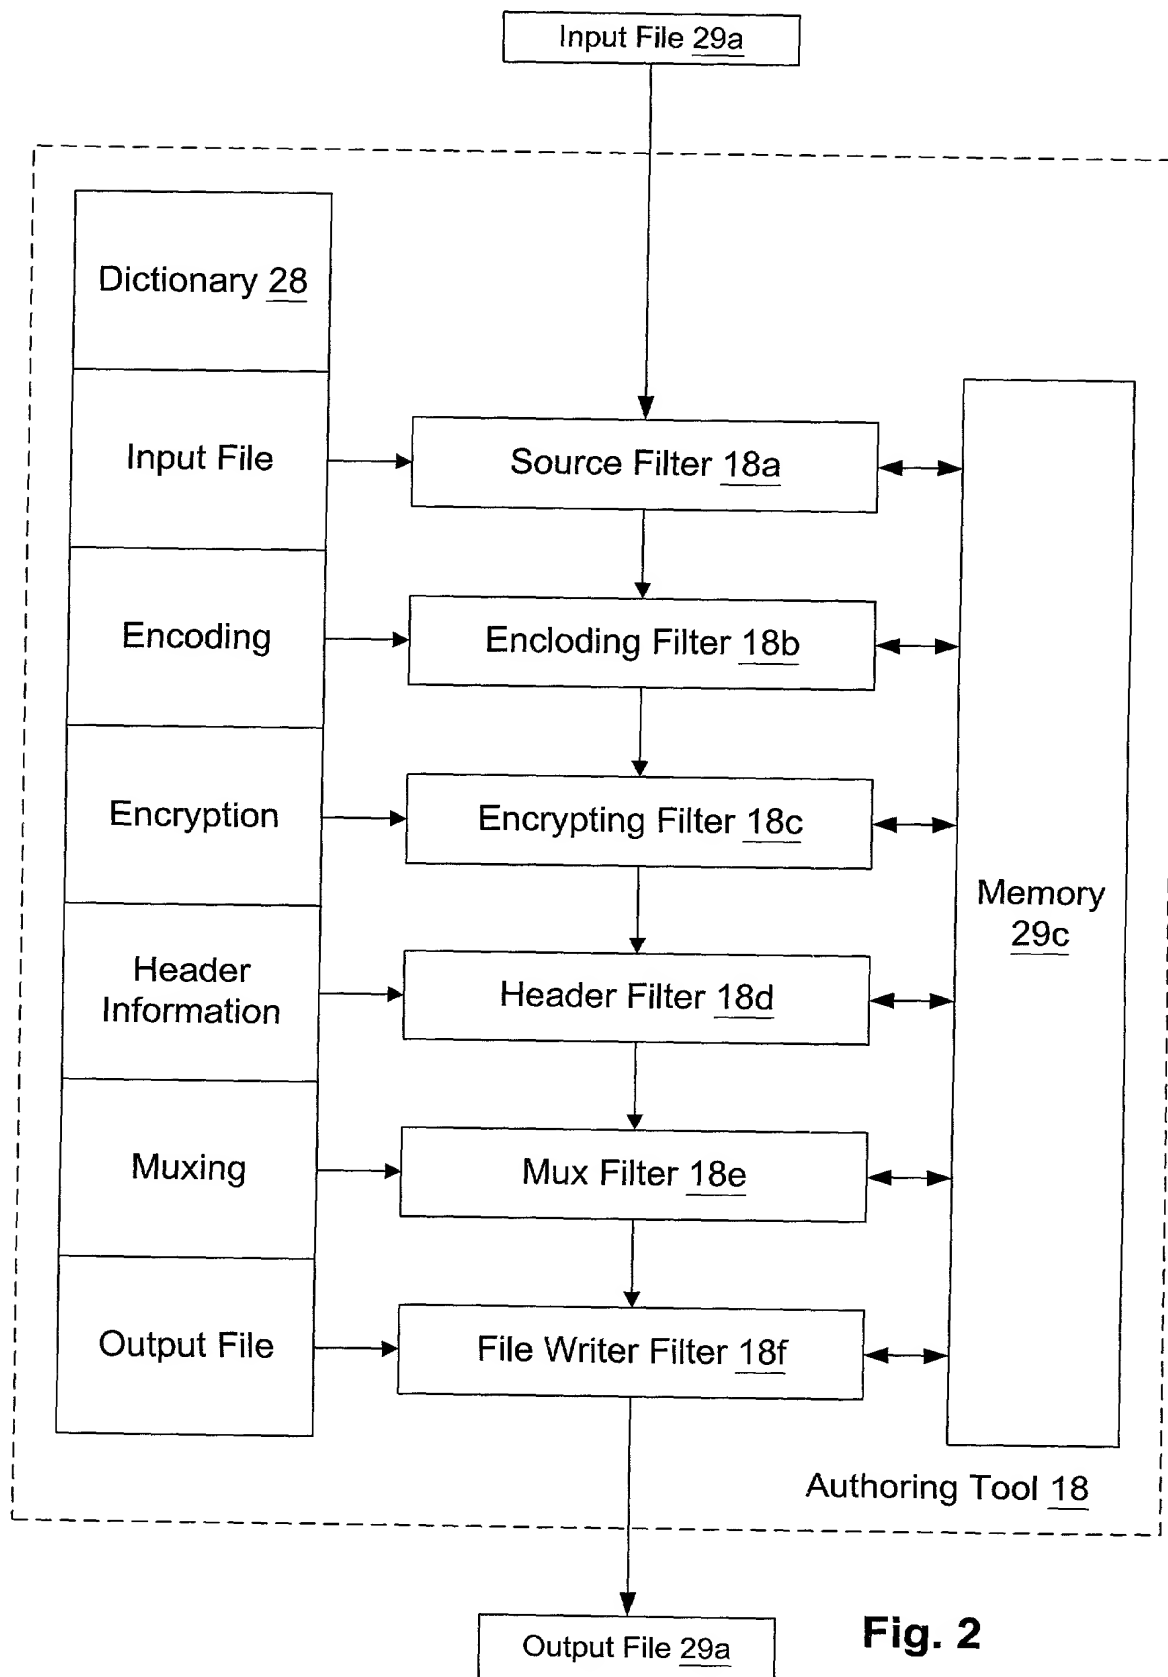 Input File 29a
Dictionary 28
Input File
Source Filter 18a
Encoding
Encloding Filter 18b
Encryption
Encrypting Filter 18c
Memory
29c
Header
Information
Header Filter 18d
Muxing
Mux Filter 18e
Output File
File Writer Filter 18f
Authoring Tool 18
Output File 29a
Fig. 2